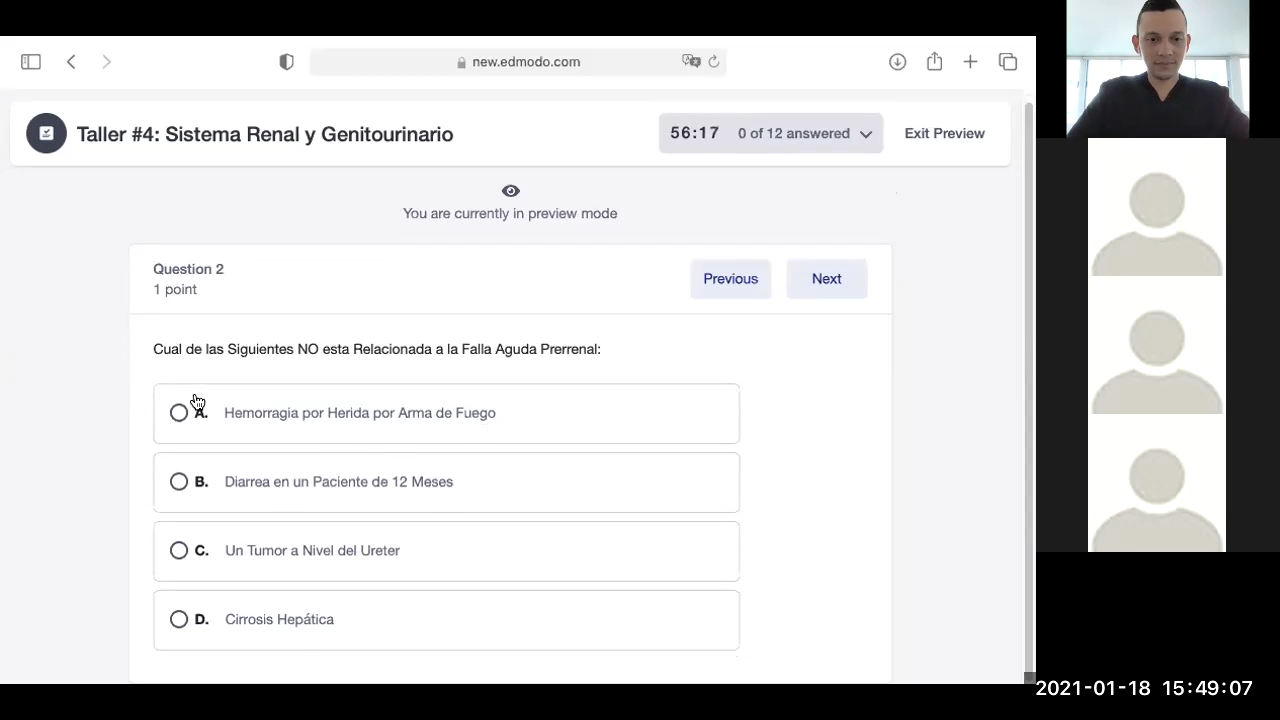 new.edmodo.com
Taller #4: Sistema Renal y Genitourinario
56:17 0 of 12 answered
Exit Preview
You are currently in preview mode
Question 2
1 point
Previous
Next
Cual de las Siguientes NO esta Relacionada a la Falla Aguda Prerrenal:
A. Hemorragia por Herida por Arma de Fuego
B. Diarrea en un Paciente de 12 Meses
C. Un Tumor a Nivel del Ureter
D. Cirrosis Hepática
2021-01-18 15:49:07